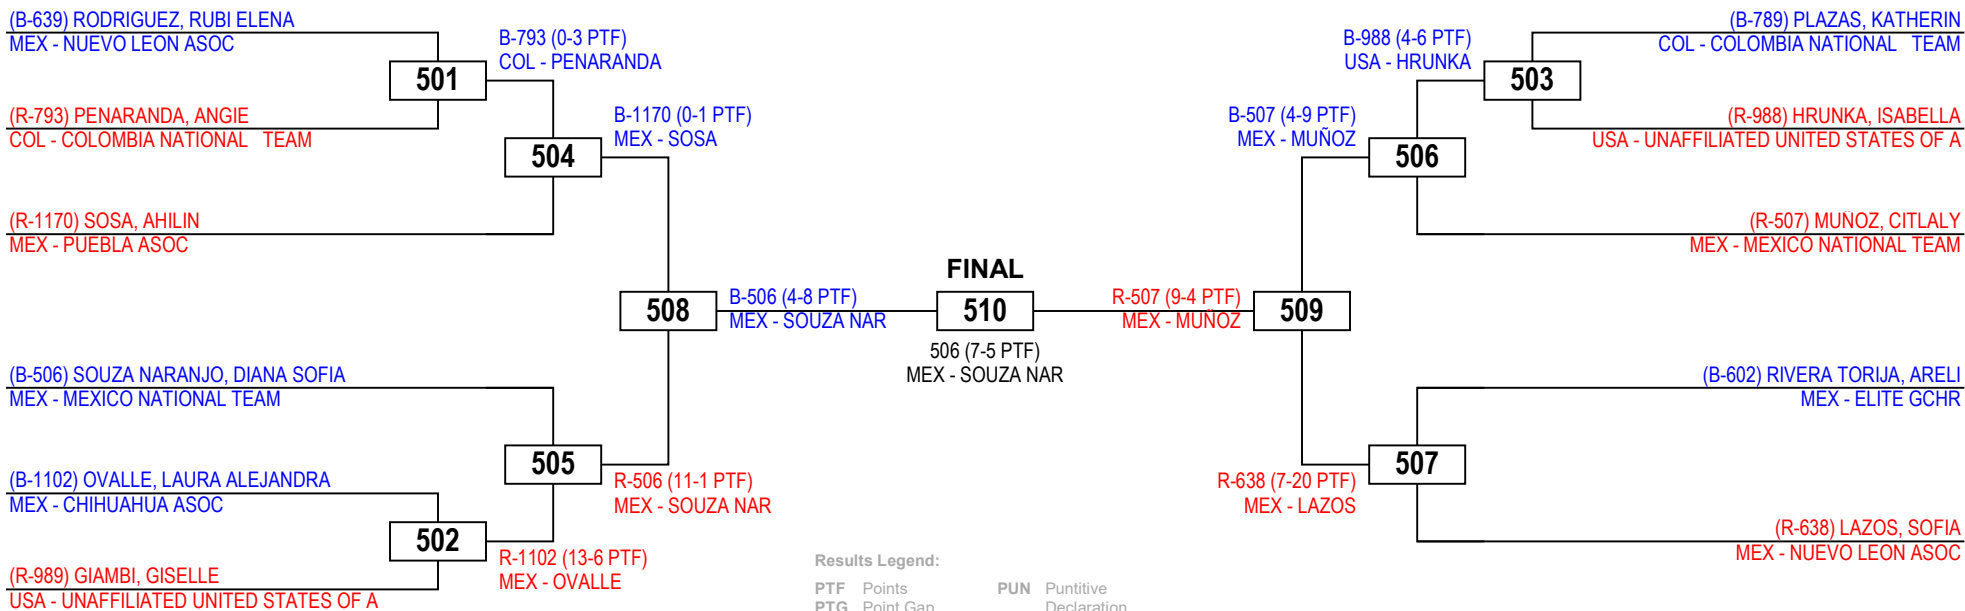 (B-639) RODRIGUEZ, RUBI ELENA
MEX - NUEVO LEON ASOC
501
(R-793) PENARANDA, ANGIE
COL - COLOMBIA NATIONAL TEAM
B-793 (0-3 PTF)
COL - PENARANDA
504
B-1170 (0-1 PTF)
MEX - SOSA
(R-1170) SOSA, AHILIN
MEX - PUEBLA ASOC
508
B-506 (4-8 PTF)
MEX - SOUZA NAR
(B-506) SOUZA NARANJO, DIANA SOFIA
MEX - MEXICO NATIONAL TEAM
505
R-506 (11-1 PTF)
MEX - SOUZA NAR
(B-1102) OVALLE, LAURA ALEJANDRA
MEX - CHIHUAHUA ASOC
502
R-1102 (13-6 PTF)
MEX - OVALLE
(R-989) GIAMBI, GISELLE
USA - UNAFFILIATED UNITED STATES OF A
FINAL
510
506 (7-5 PTF)
MEX - SOUZA NAR
(B-789) PLAZAS, KATHERIN
COL - COLOMBIA NATIONAL TEAM
B-988 (4-6 PTF)
USA - HRUNKA
503
(R-988) HRUNKA, ISABELLA
USA - UNAFFILIATED UNITED STATES OF A
B-507 (4-9 PTF)
MEX - MUÑOZ
506
(R-507) MUÑOZ, CITLALY
MEX - MEXICO NATIONAL TEAM
R-507 (9-4 PTF)
MEX - MUÑOZ
509
(B-602) RIVERA TORIJA, ARELI
MEX - ELITE GCHR
507
R-638 (7-20 PTF)
MEX - LAZOS
(R-638) LAZOS, SOFIA
MEX - NUEVO LEON ASOC
Results Legend:
PTF Points PUN Puntitive
PTG Point Gap Declaration